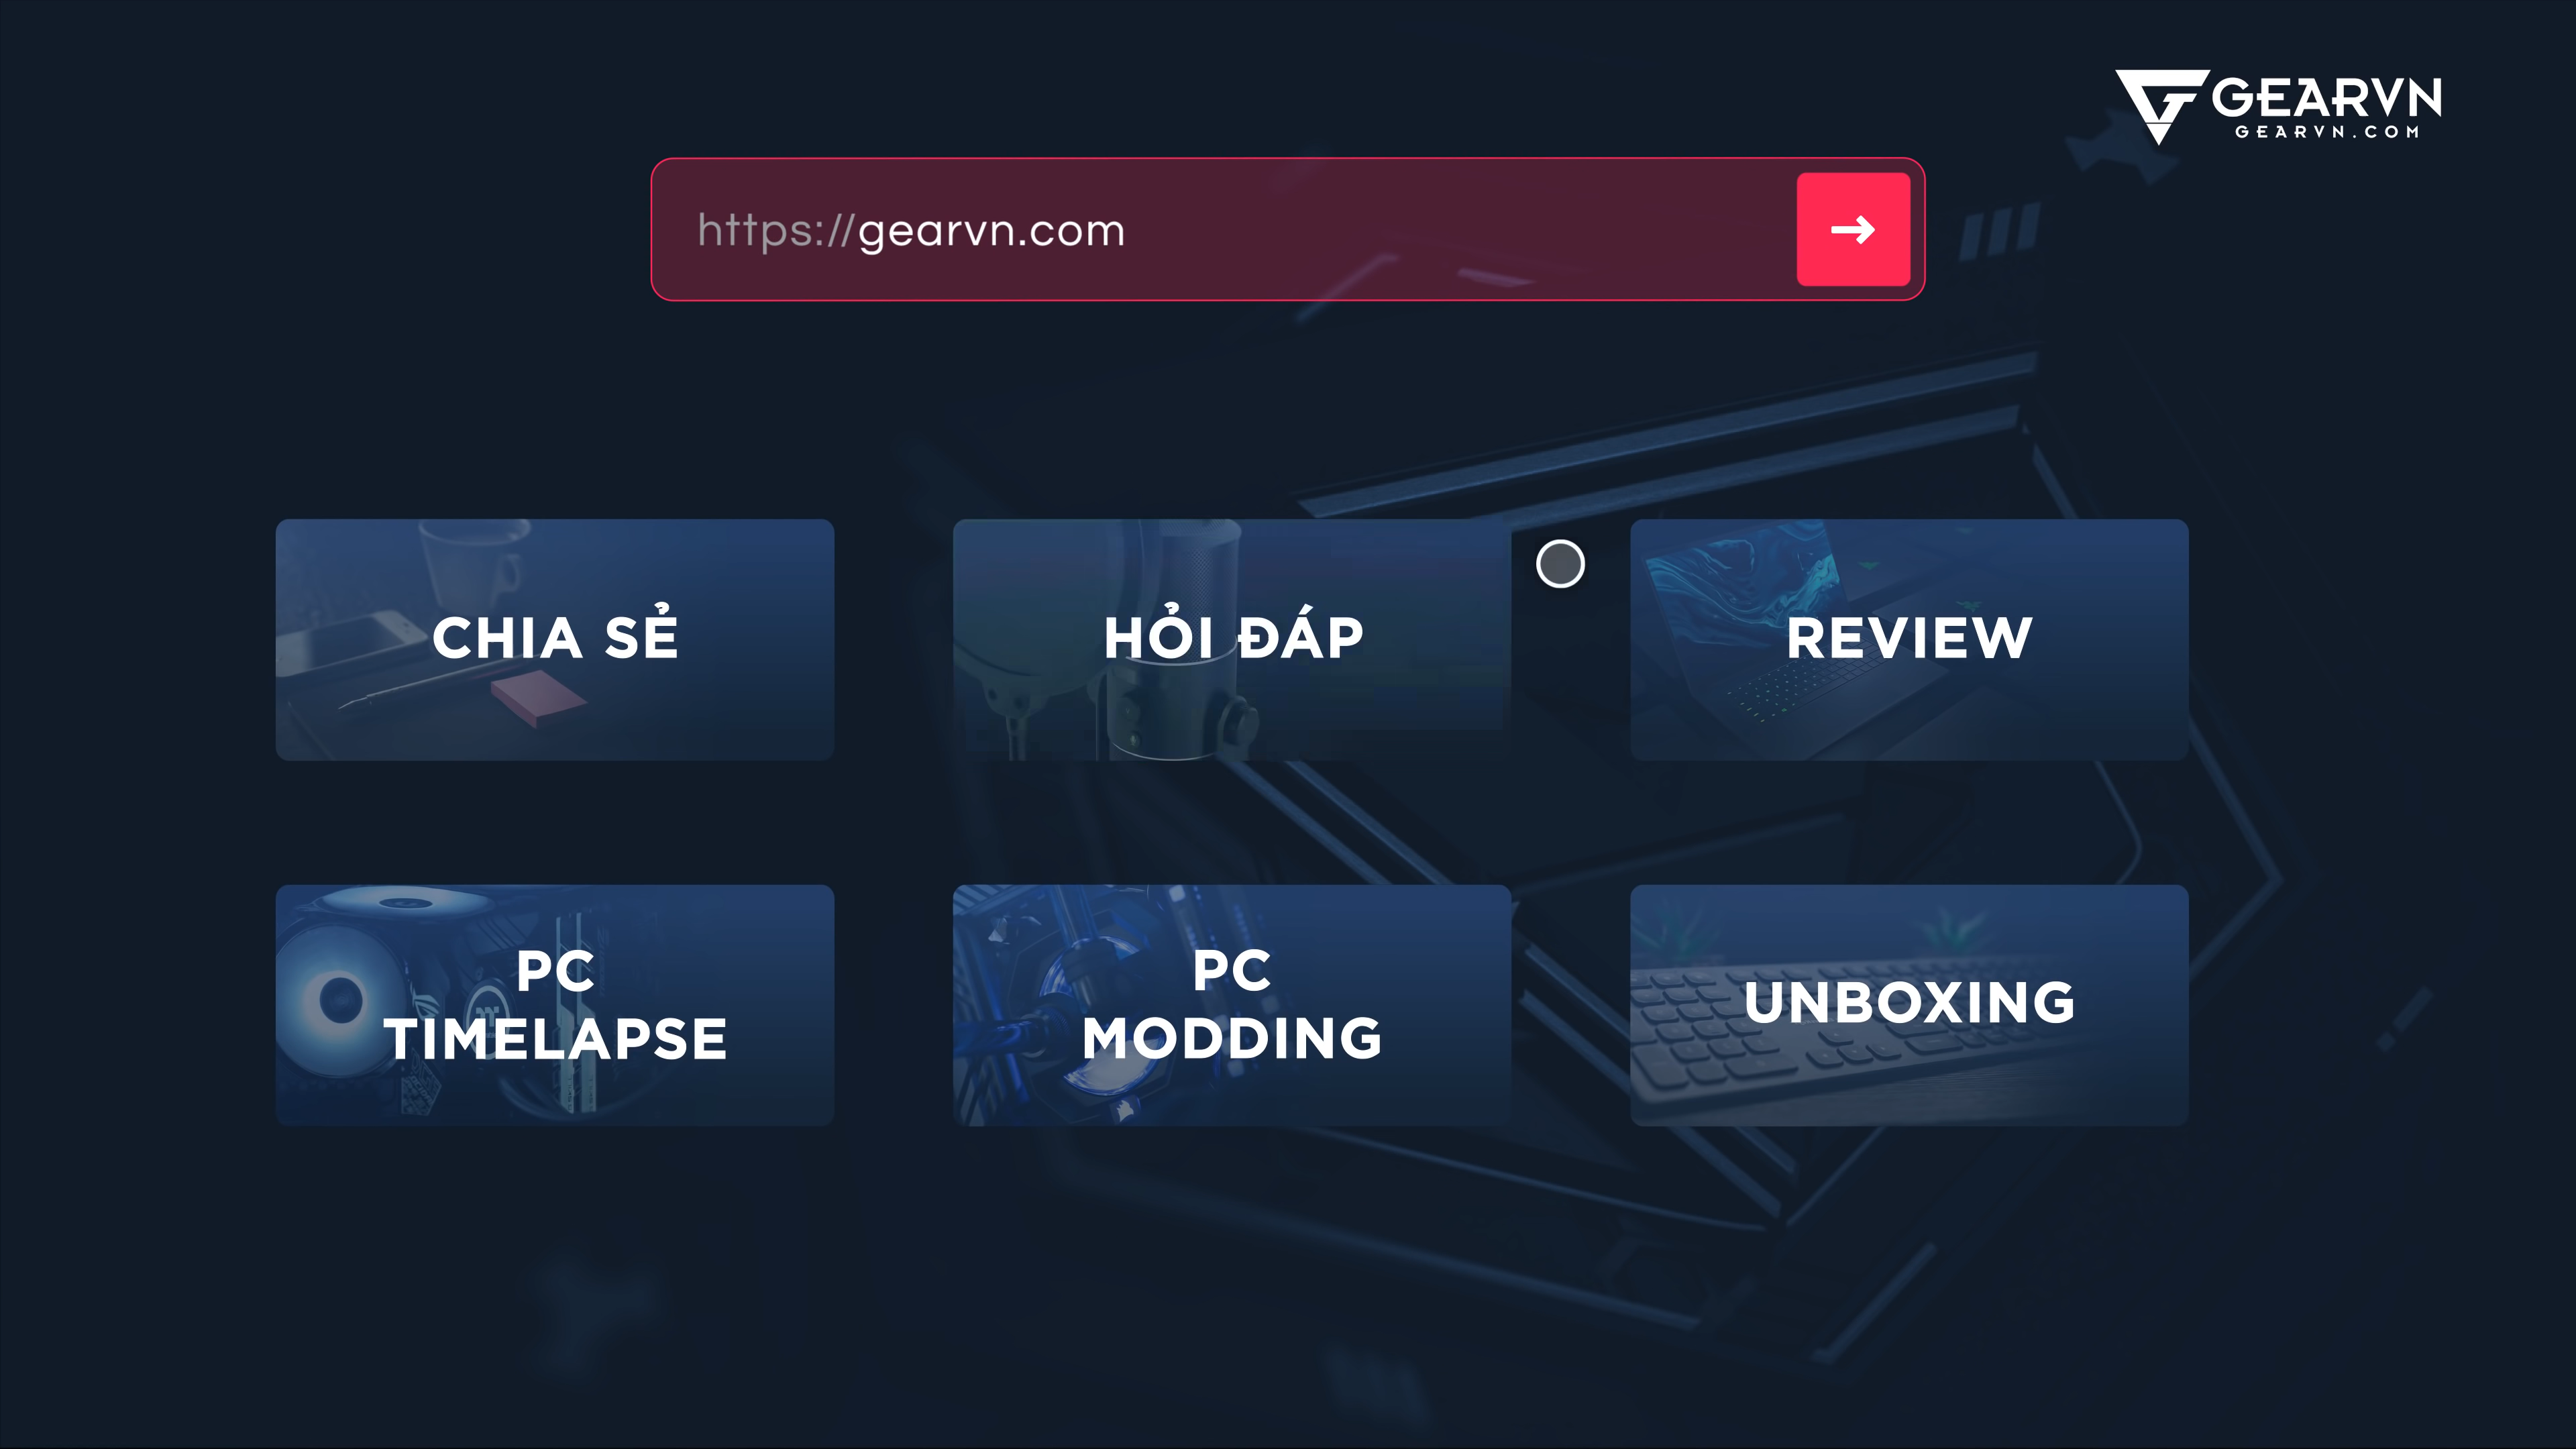 GEARVN
GEARVN.COM
https://gearvn.com
CHIA SẺ
HỎI ĐÁP
REVIEW
PC
TIMELAPSE
PC
MODDING
UNBOXING